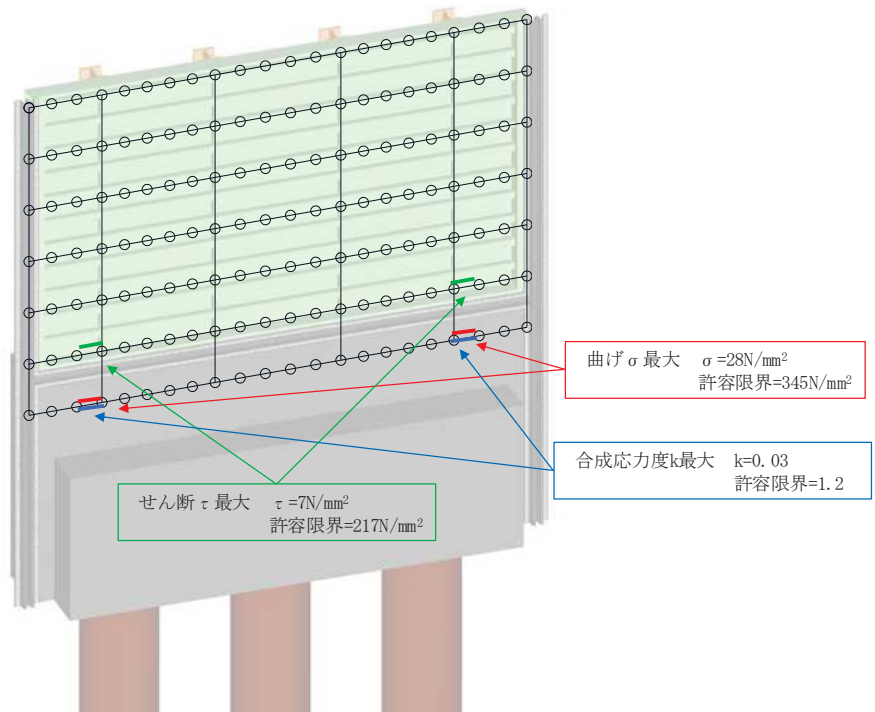 曲げσ最大 σ=28N/mm²
許容限界=345N/mm²
合成応力度k最大 k=0.03
許容限界=1.2
せん断τ最大 τ=7N/mm²
許容限界=217N/mm²